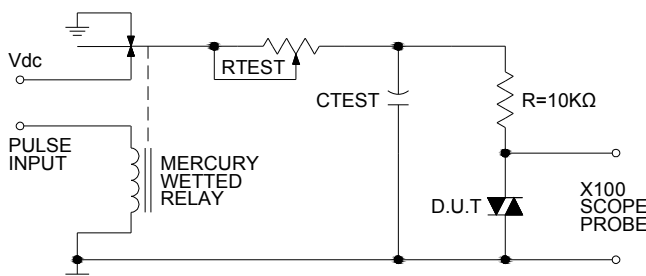 Vdc
RTEST
CTEST
R=10KΩ
PULSE
INPUT
MERCURY
WETTED
RELAY
D.U.T
X100
SCOPE
PROBE